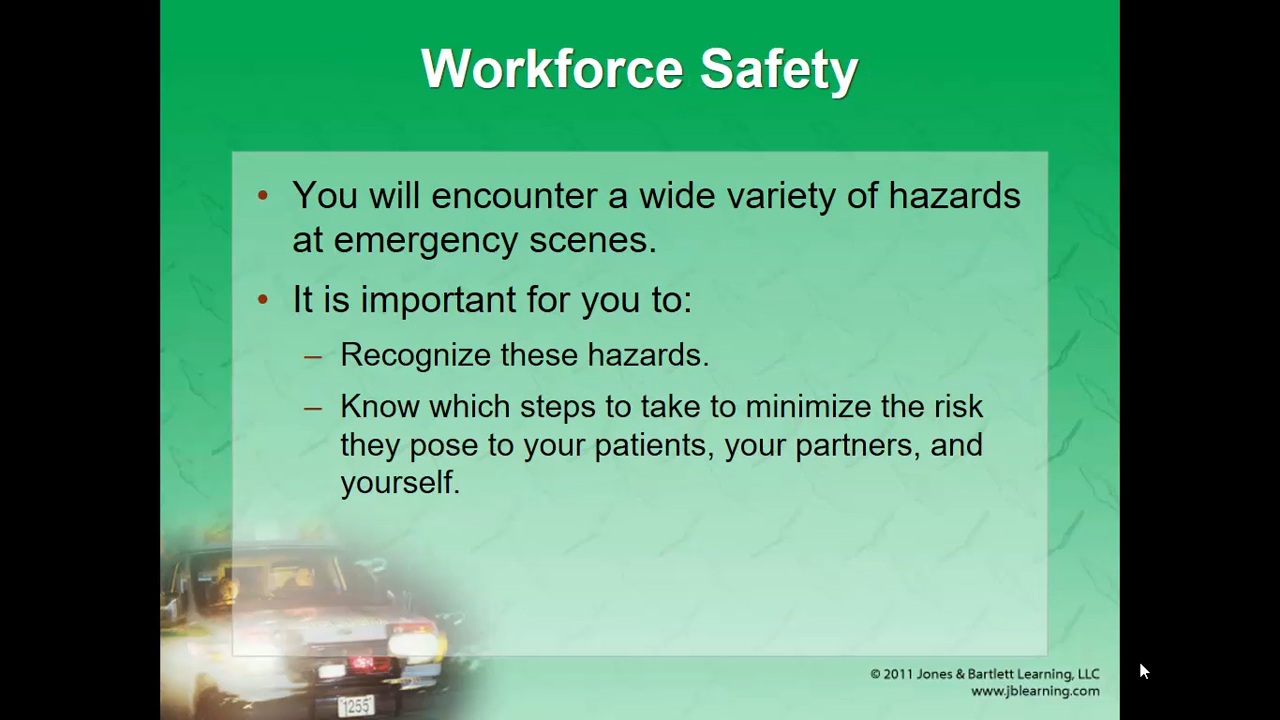 Workforce Safety
• You will encounter a wide variety of hazards
at emergency scenes.
• It is important for you to:
– Recognize these hazards.
– Know which steps to take to minimize the risk
they pose to your patients, your partners, and
yourself.
© 2011 Jones & Bartlett Learning, LLC
www.jblearning.com
1255